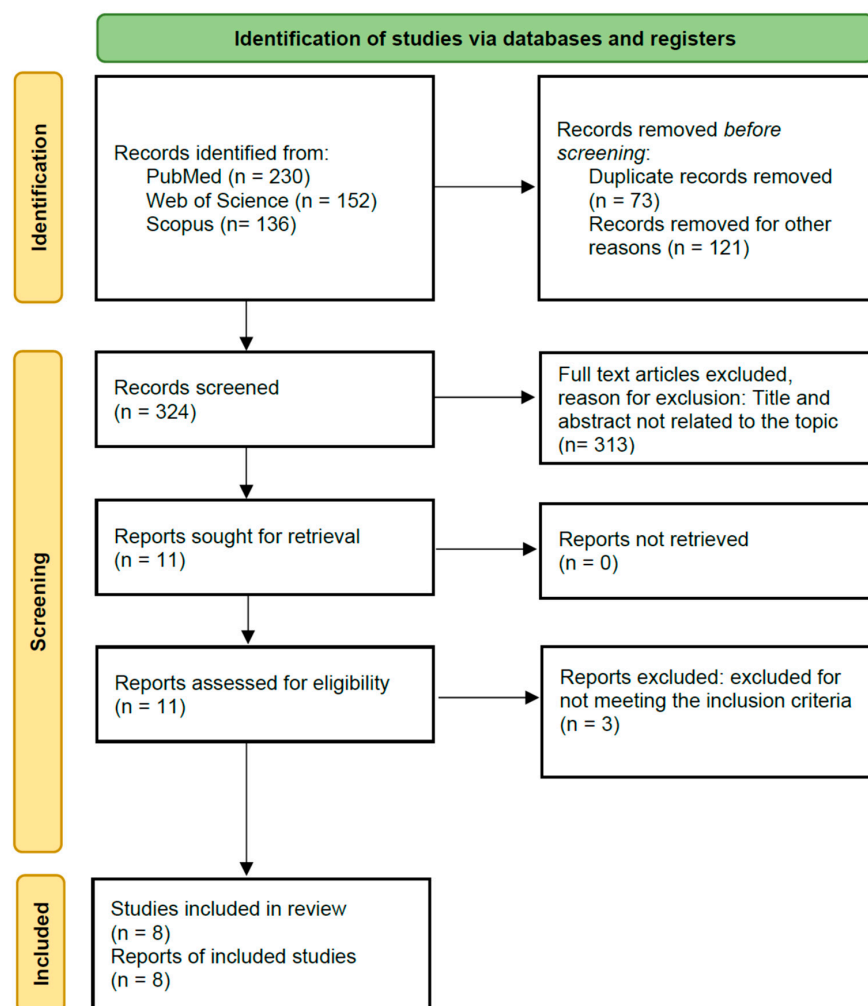 Identification of studies via databases and registers
Identification
Records identified from:
PubMed (n = 230)
Web of Science (n = 152)
Scopus (n= 136)
Records removed before
screening:
Duplicate records removed
(n = 73)
Records removed for other
reasons (n = 121)
Screening
Records screened
(n = 324)
Full text articles excluded,
reason for exclusion: Title and
abstract not related to the topic
(n= 313)
Reports sought for retrieval
(n = 11)
Reports not retrieved
(n = 0)
Reports assessed for eligibility
(n = 11)
Reports excluded: excluded for
not meeting the inclusion criteria
(n = 3)
Included
Studies included in review
(n = 8)
Reports of included studies
(n = 8)